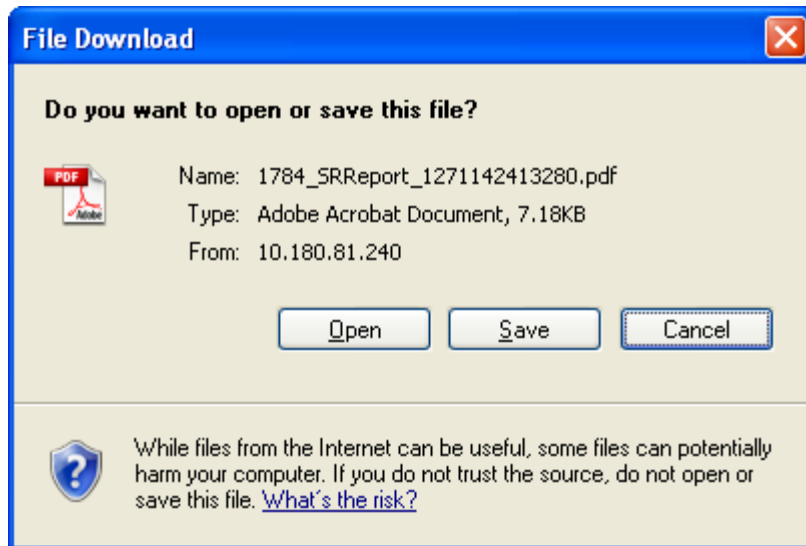 File Download
Do you want to open or save this file?
PDF
Adobe
Name: 1784_SRReport_1271142413280.pdf
Type: Adobe Acrobat Document, 7.18KB
From: 10.180.81.240
Open Save Cancel
While files from the Internet can be useful, some files can potentially
harm your computer. If you do not trust the source, do not open or
save this file. What's the risk?